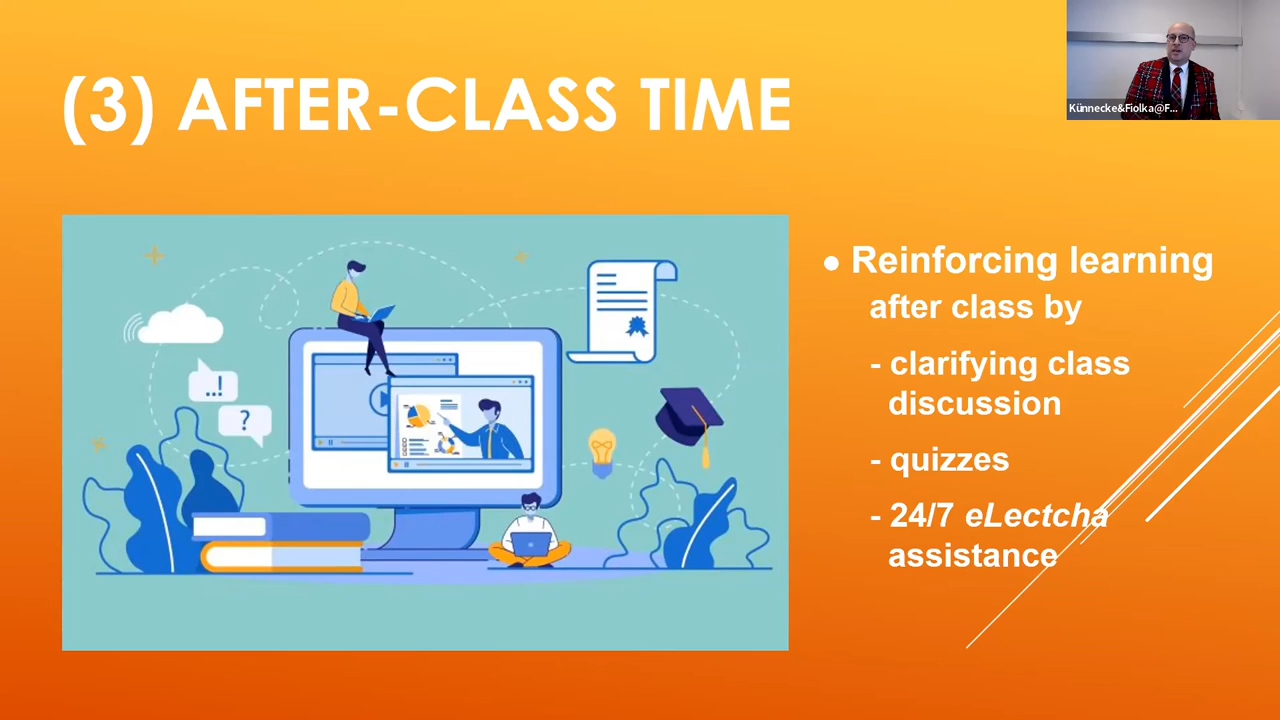 (3) AFTER-CLASS TIME
Künnecke&Fiolka@F...
● Reinforcing learning
after class by
- clarifying class
discussion
- quizzes
- 24/7 eLectcha
assistance
...!
?